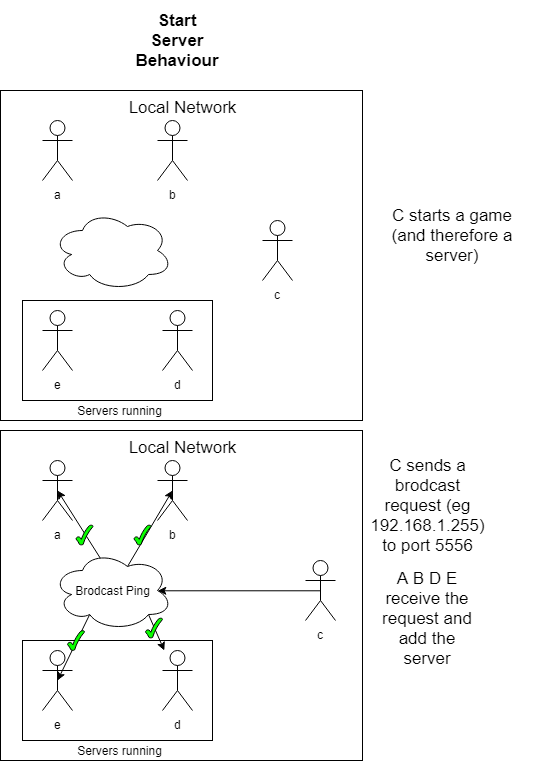 Start
Server
Behaviour
Local Network
a
b
C starts a game
(and therefore a
server)
c
e
d
Servers running
Local Network
C sends a
brodcast
request (eg
192.168.1.255)
to port 5556
a
b
Brodcast Ping
A B D E
receive the
request and
add the
server
c
e
d
Servers running